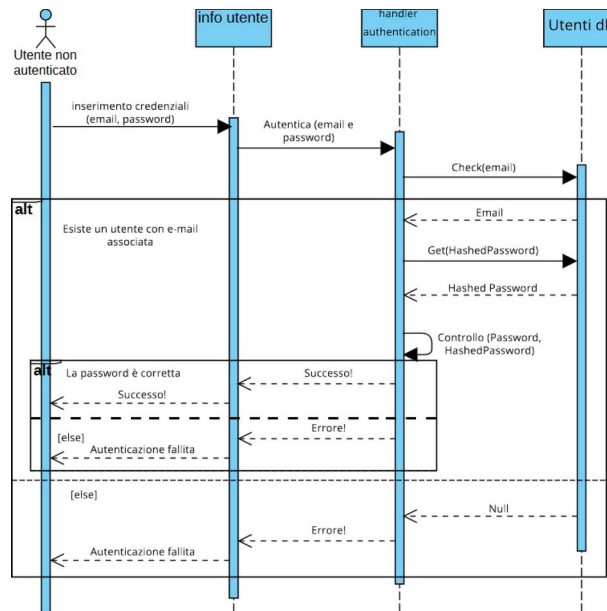 info utente
handler
authentication
Utenti
Utente non
autenticato
inserimento credenziali
(email, password)
Autentica (email e
password)
Check(email)
alt
Email
Esiste un utente con e-mail
associata
Get(HashedPassword)
Hashed Password
Controllo (Password,
HashedPassword)
alt
La password è corretta
Successo!
Successo!
[else]
Errore!
Autenticazione fallita
[else]
Null
Errore!
Autenticazione fallita